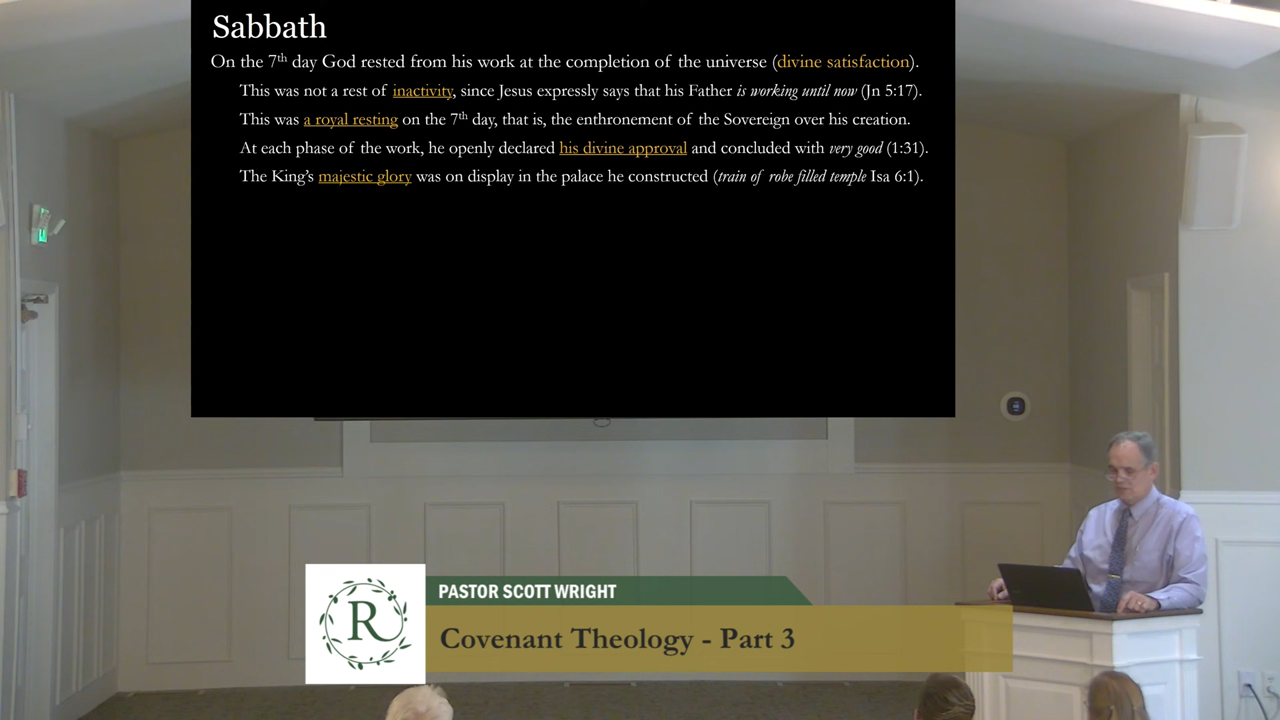 Sabbath
On the 7th day God rested from his work at the completion of the universe (divine satisfaction).
This was not a rest of inactivity, since Jesus expressly says that his Father is working until now (Jn 5:17).
This was a royal resting on the 7th day, that is, the enthronement of the Sovereign over his creation.
At each phase of the work, he openly declared his divine approval and concluded with very good (1:31).
The King's majestic glory was on display in the palace he constructed (train of robe filled temple Isa 6:1).
R
PASTOR SCOTT WRIGHT
Covenant Theology - Part 3